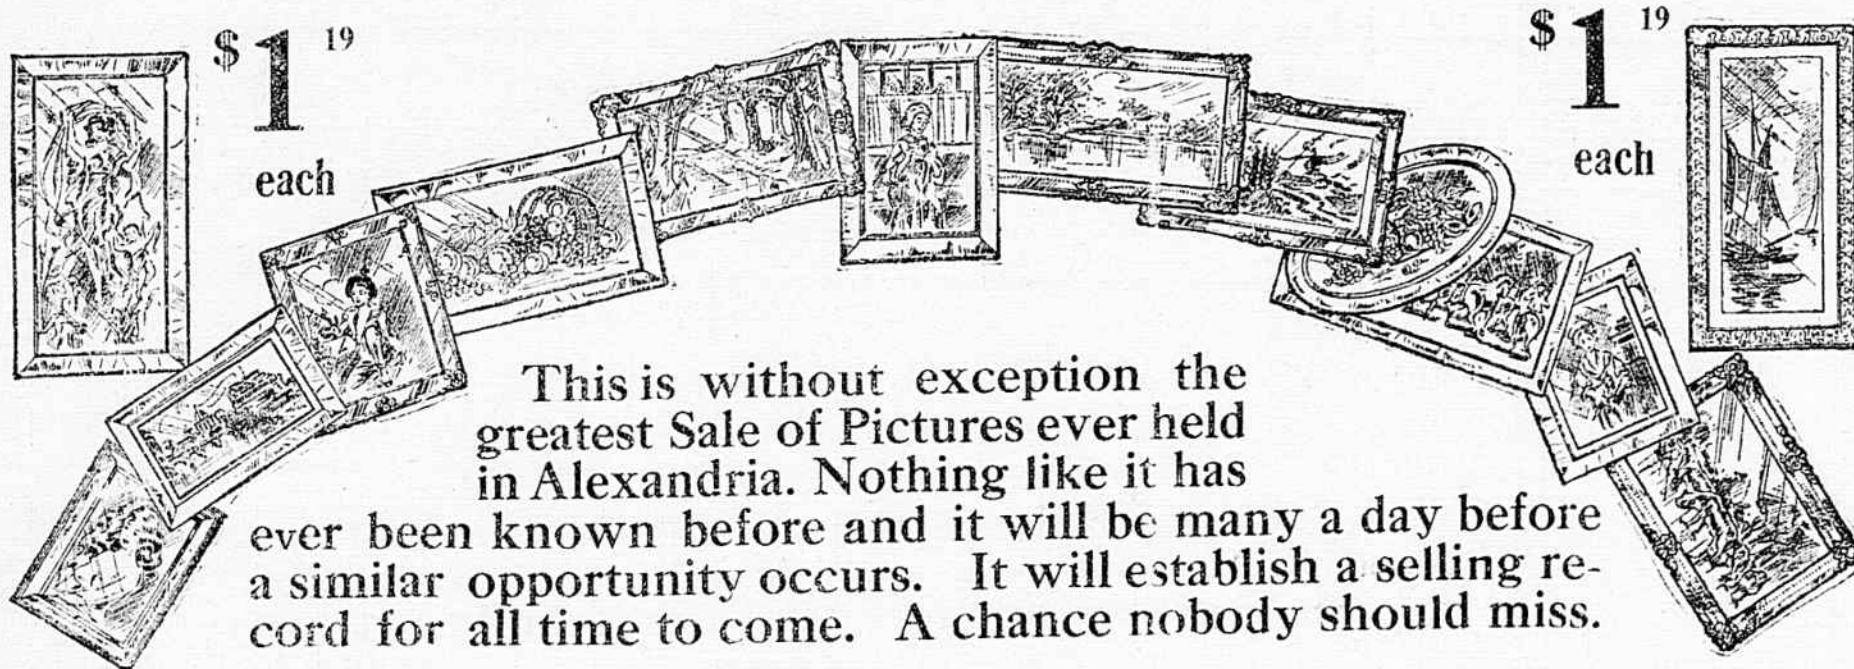 $1 19
each
$1 19
each
This is without exception the
greatest Sale of Pictures ever held
in Alexandria. Nothing like it has
ever been known before and it will be many a day before
a similar opportunity occurs. It will establish a selling re-
cord for all time to come. A chance nobody should miss.